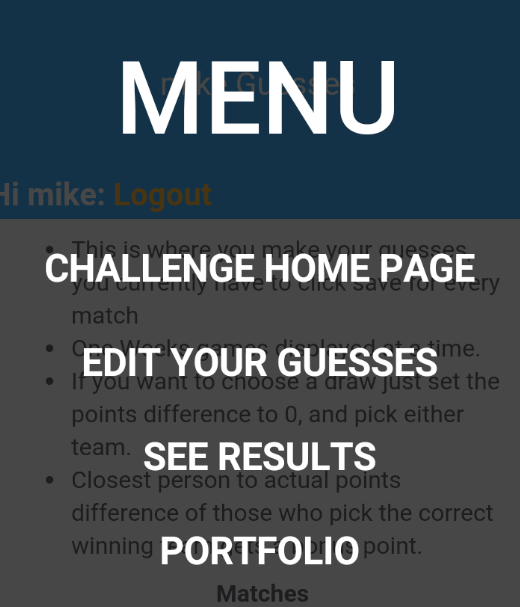 MENU
mike Guesses
Hi mike: Logout
• This is where you make your guesses
CHALLENGE HOME PAGE
you currently have to click save for every
match
• One Weeks games displayed at a time.
EDIT YOUR GUESSES
• If you want to choose a draw just set the
points difference to 0, and pick either
team.
SEE RESULTS
• Closest person to actual points
difference of those who pick the correct
winning point.
PORTFOLIO
Matches